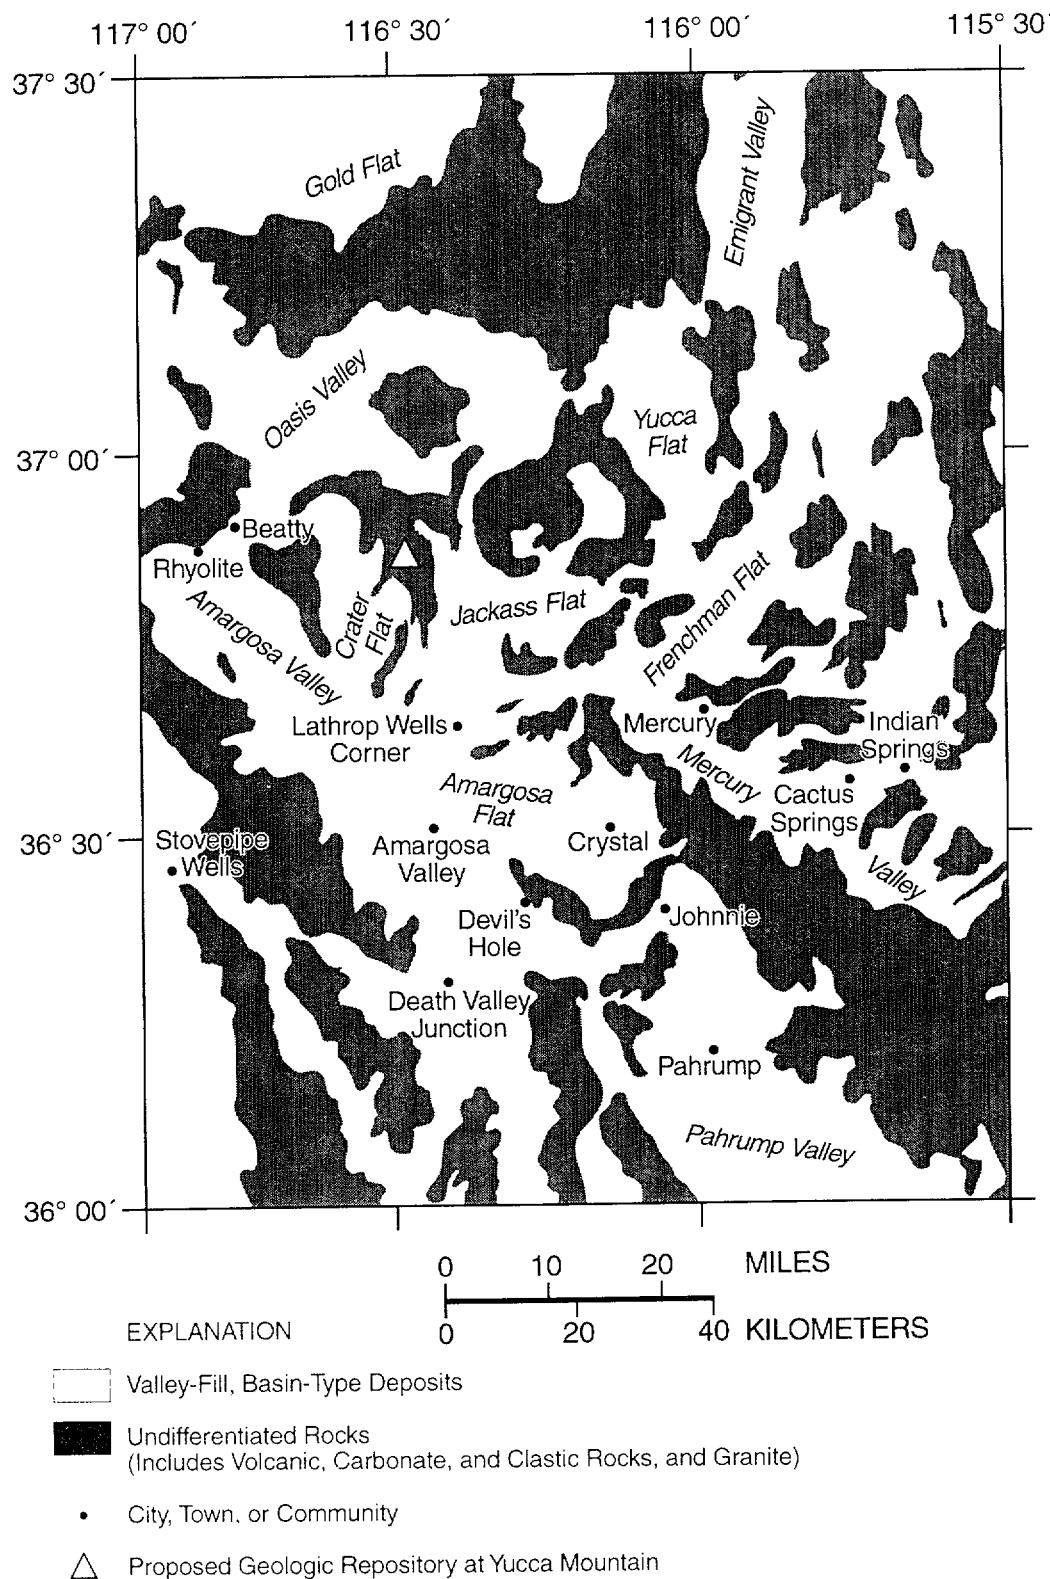 117° 00´
116° 30´
116° 00´
115° 30´
37° 30´
Gold Flat
Emigrant Valley
Oasis Valley
Yucca
Flat
37° 00´
Beatty
Rhyolite
Amargosa Valley
Crater
Flat
Jackass Flat
Frenchman Flat
Lathrop Wells
Corner
Mercury
Indian
Springs
Mercury
Valley
Cactus
Springs
Amargosa
Flat
36° 30´
Stovepipe
Wells
Amargosa
Valley
Crystal
Devil's
Hole
Johnnie
Death Valley
Junction
Pahrump
Pahrump Valley
36° 00´
0 10 20 MILES
0 20 40 KILOMETERS
EXPLANATION
Valley-Fill, Basin-Type Deposits
Undifferentiated Rocks
(Includes Volcanic, Carbonate, and Clastic Rocks, and Granite)
City, Town, or Community
Proposed Geologic Repository at Yucca Mountain